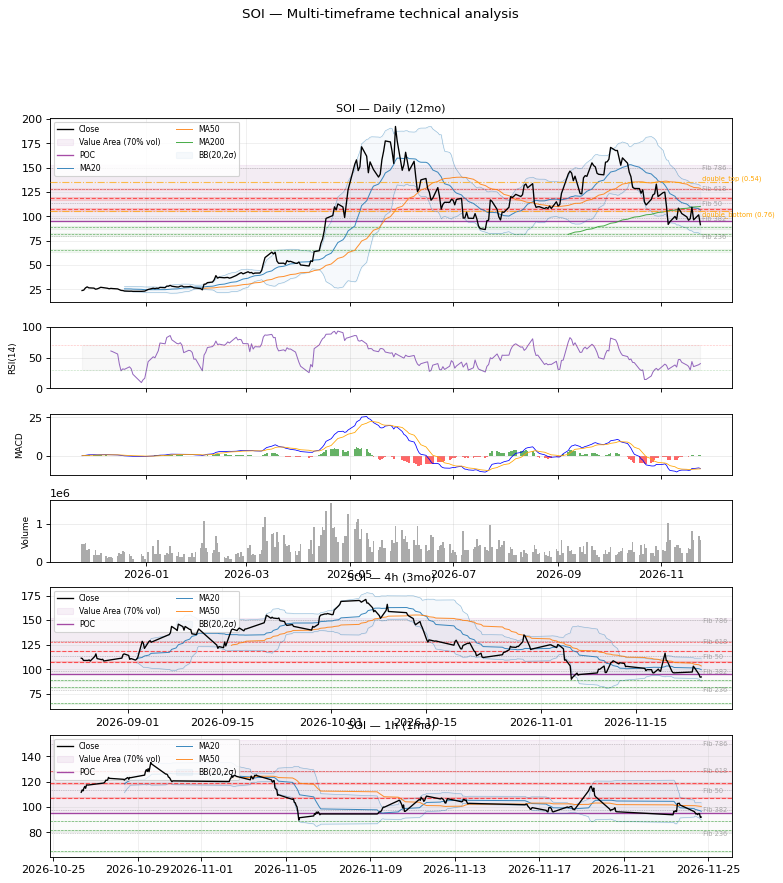 SOI — Multi-timeframe technical analysis
SOI — Daily (12mo)
200
175
150
125
100
75
50
25
Close
Value Area (70% vol)
POC
MA20
MA50
MA200
BB(20,2σ)
Fib 786
double_top (0.54)
Fib 618
Fib 50
double_bottom (0.76)
Fib 382
Fib 236
RSI(14)
100
50
0
MACD
25
0
1e6
Volume
1
0
2026-01
2026-03
2026-05
2026-07
2026-09
2026-11
SOI — 4h (3mo)
175
150
125
100
75
Close
Value Area (70% vol)
POC
MA20
MA50
BB(20,2σ)
Fib 786
Fib 618
Fib 50
Fib 382
Fib 236
2026-09-01
2026-09-15
2026-10-01
2026-10-15
2026-11-01
2026-11-15
SOI — 1h (1mo)
140
120
100
80
Close
Value Area (70% vol)
POC
MA20
MA50
BB(20,2σ)
Fib 786
Fib 618
Fib 50
Fib 382
Fib 236
2026-10-25
2026-10-29
2026-11-01
2026-11-05
2026-11-09
2026-11-13
2026-11-17
2026-11-21
2026-11-25